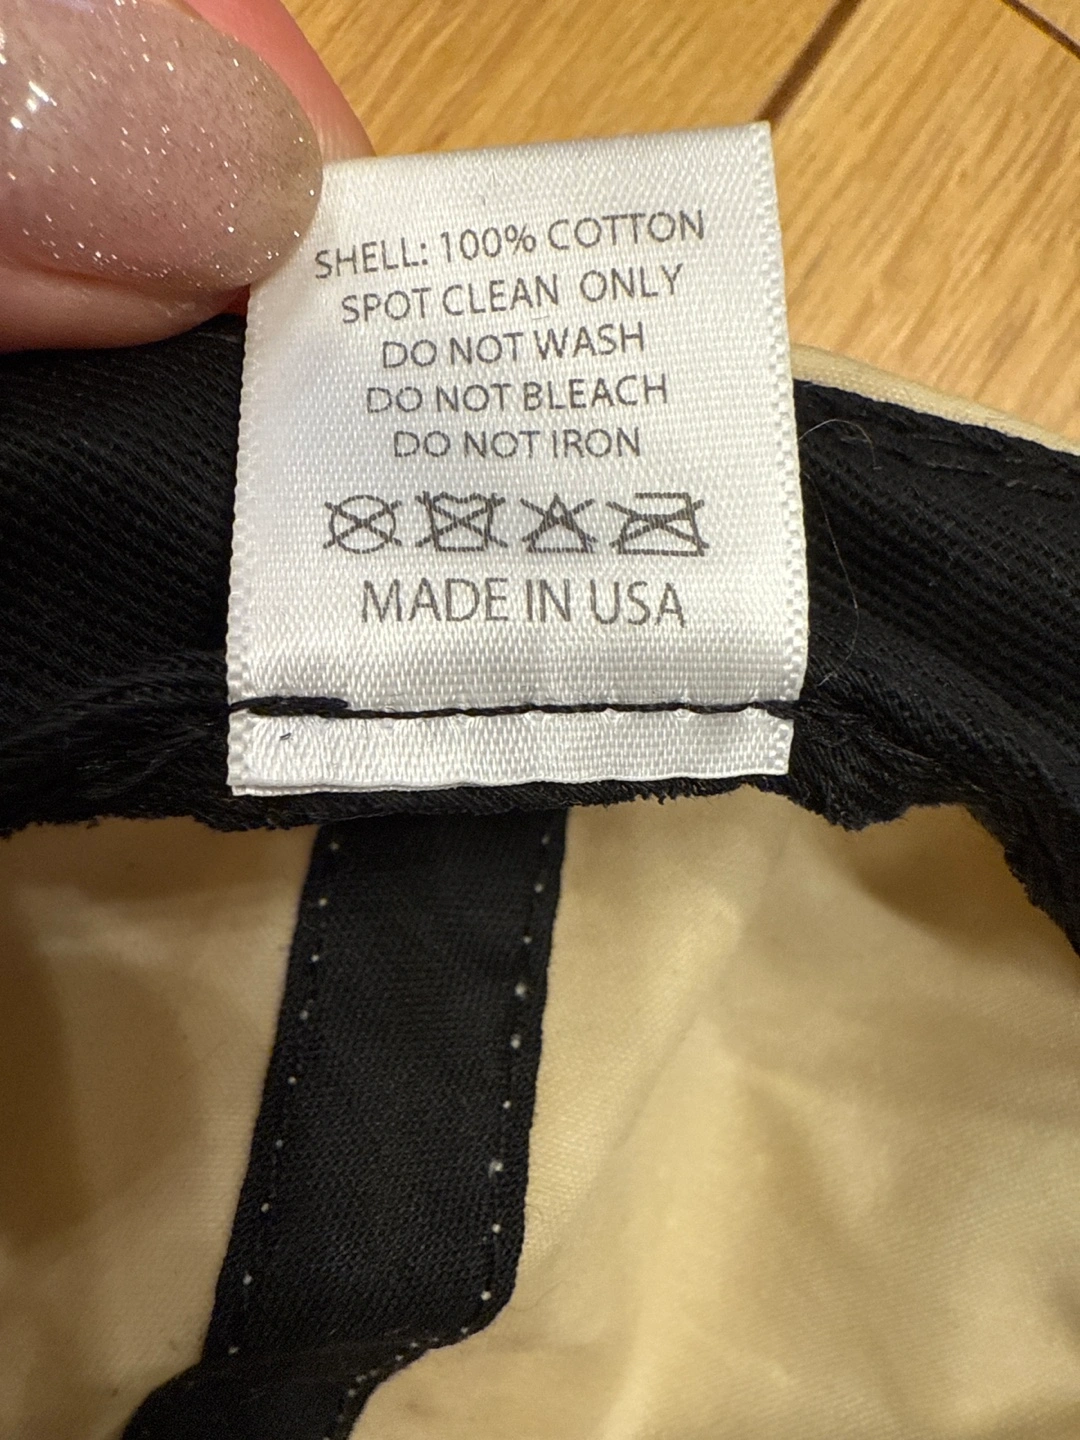 SHELL: 100% COTTON
SPOT CLEAN ONLY
DO NOT WASH
DO NOT BLEACH
DO NOT IRON
MADE IN USA